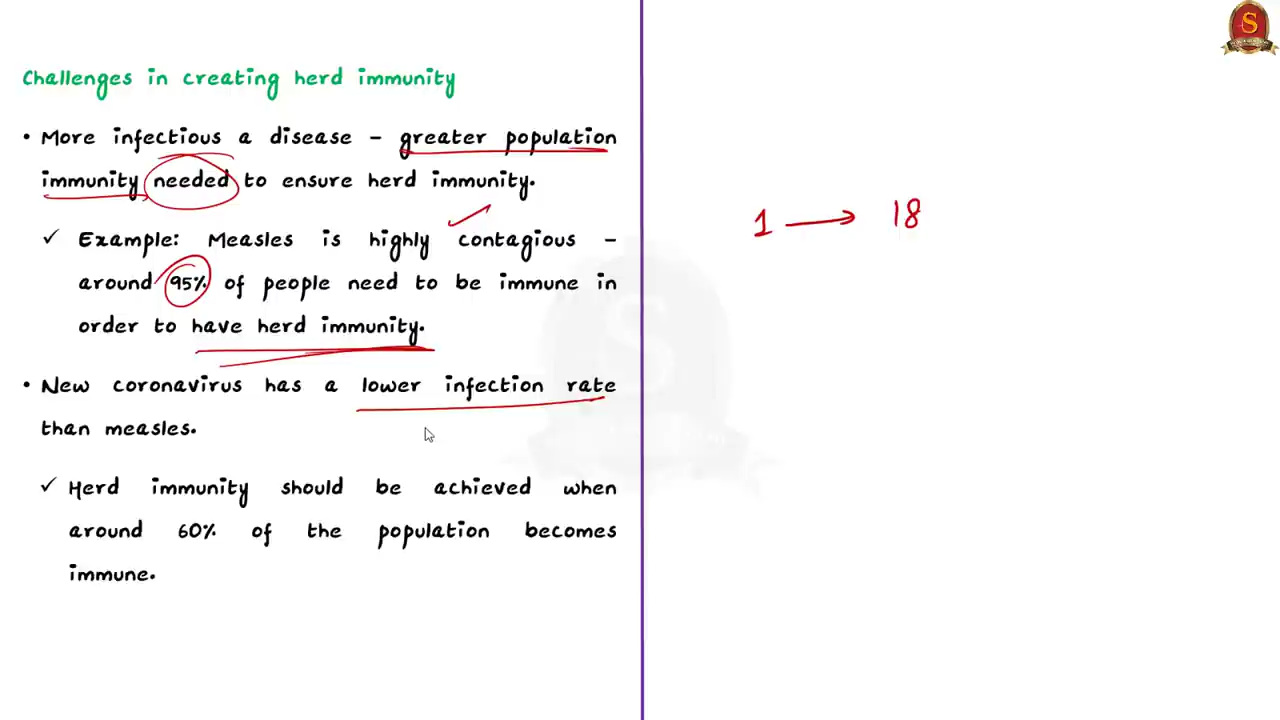 Challenges in creating herd immunity
• More infectious a disease – greater population
immunity needed to ensure herd immunity.
✓ Example: Measles is highly contagious –
around 95% of people need to be immune in
order to have herd immunity.
• New coronavirus has a lower infection rate
than measles.
✓ Herd immunity should be achieved when
around 60% of the population becomes
immune.
1 → 18
S